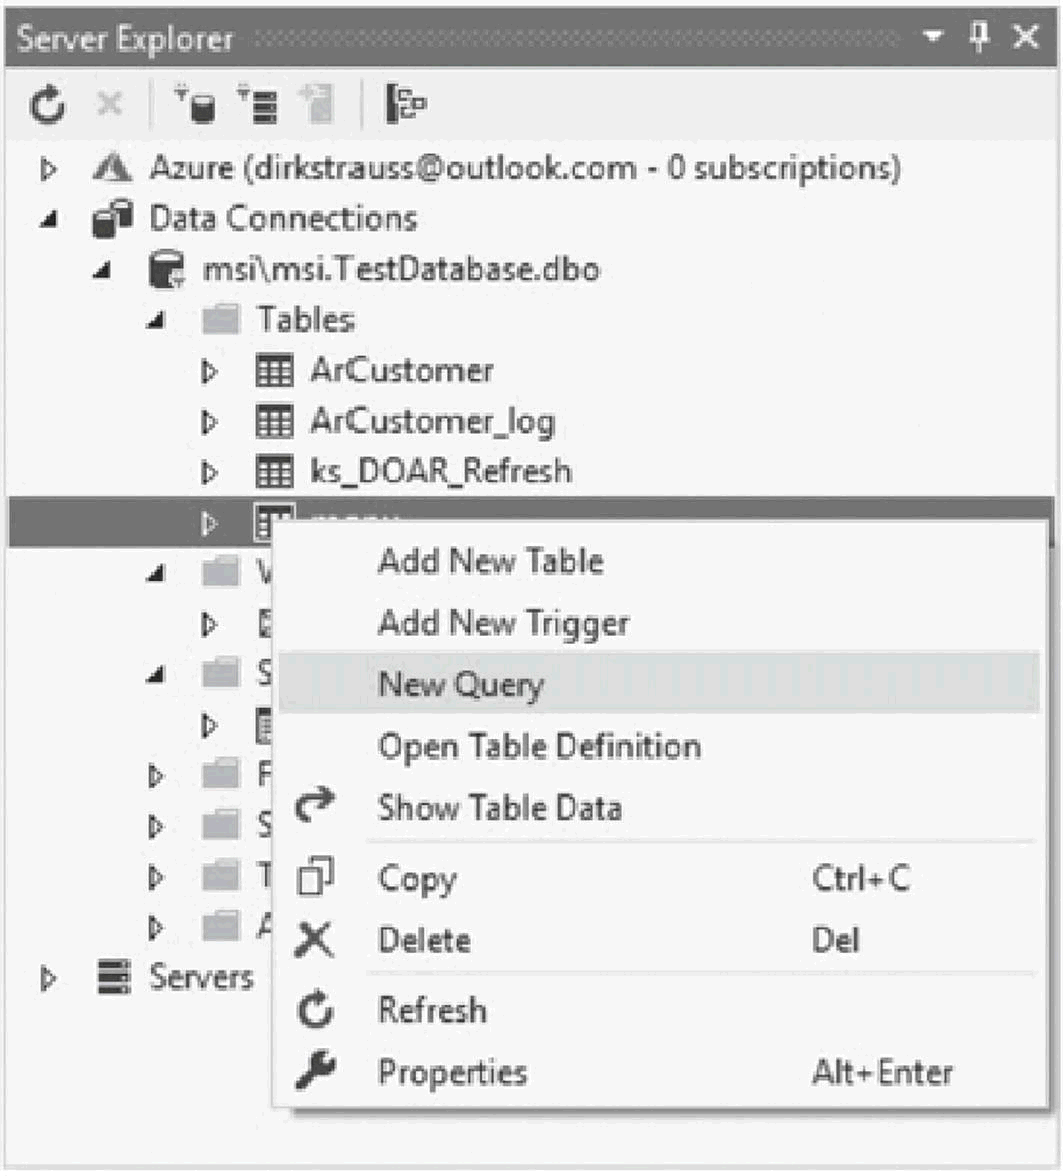 Server Explorer
Azure (dirkstrauss@outlook.com - 0 subscriptions)
Data Connections
msi\msi.TestDatabase.dbo
Tables
ArCustomer
ArCustomer_log
ks_DOAR_Refresh
Add New Table
V
Add New Trigger
S
New Query
Open Table Definition
F
Show Table Data
S
Copy Ctrl+C
T
Delete Del
A
Servers
Refresh
Properties Alt+Enter